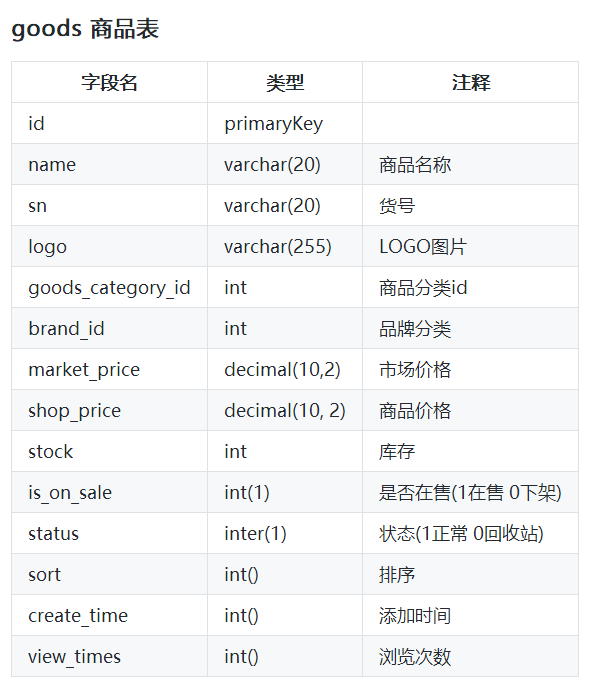 goods 商品表
字段名 类型 注释
id primaryKey
name varchar(20) 商品名称
sn varchar(20) 货号
logo varchar(255) LOGO图片
goods_category_id int 商品分类id
brand_id int 品牌分类
market_price decimal(10,2) 市场价格
shop_price decimal(10, 2) 商品价格
stock int 库存
is_on_sale int(1) 是否在售(1在售 0下架)
status inter(1) 状态(1正常 0回收站)
sort int() 排序
create_time int() 添加时间
view_times int() 浏览次数